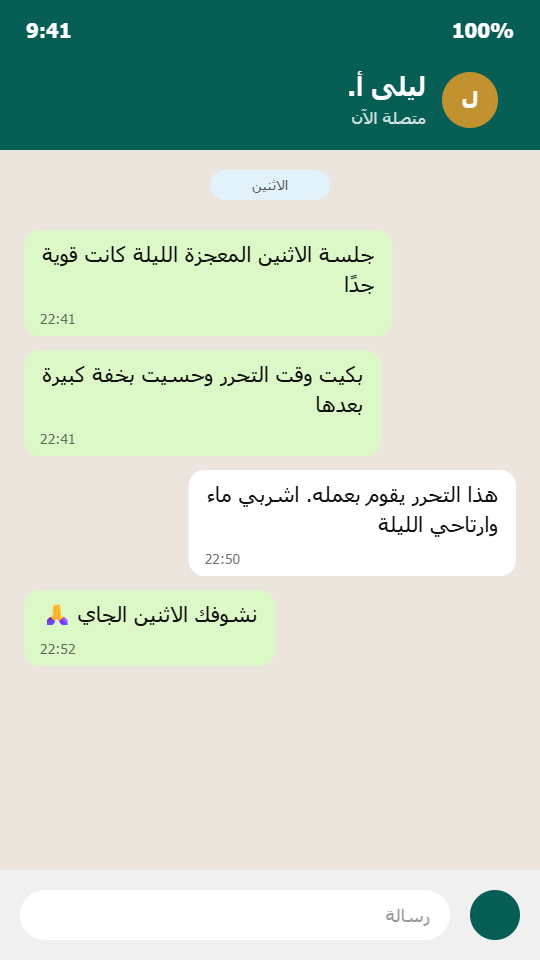 9:41 100%
ليلى أ.
متصلة الآن
ل
الاثنين
جلسة الاثنين المعجزة الليلة كانت قوية
جدًا
22:41
بكيت وقت التحرر وحسيت بخفة كبيرة
بعدها
22:41
هذا التحرر يقوم بعمله. اشربي ماء
وارتاحي الليلة
22:50
نشوفك الاثنين الجاي 🙏
22:52
رسالة